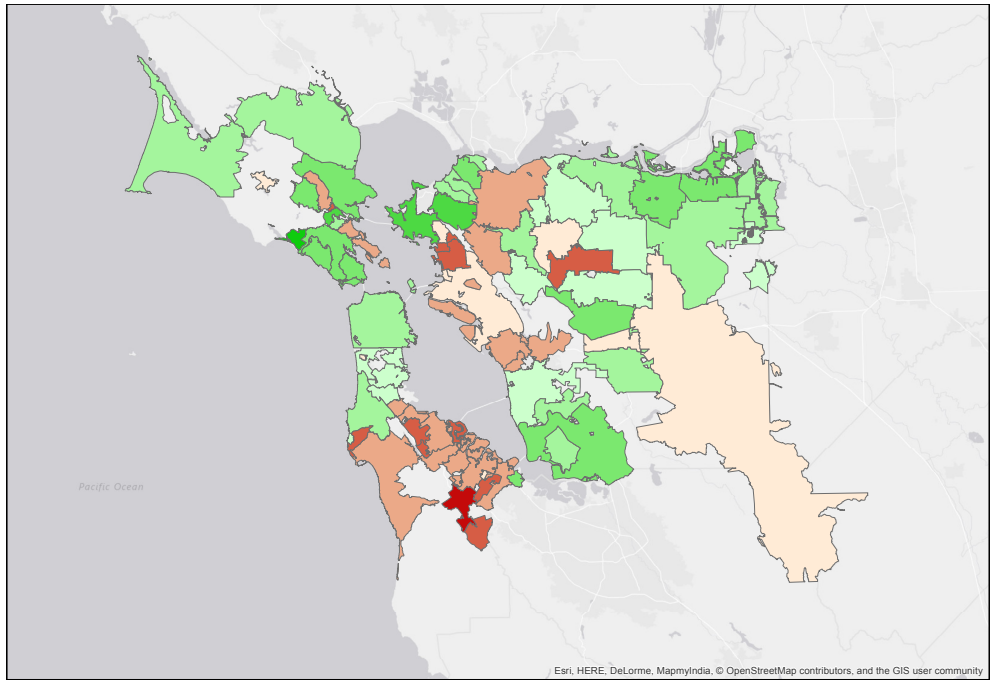 Pacific Ocean
Esri, HERE, DeLorme, MapmyIndia, © OpenStreetMap contributors, and the GIS user community